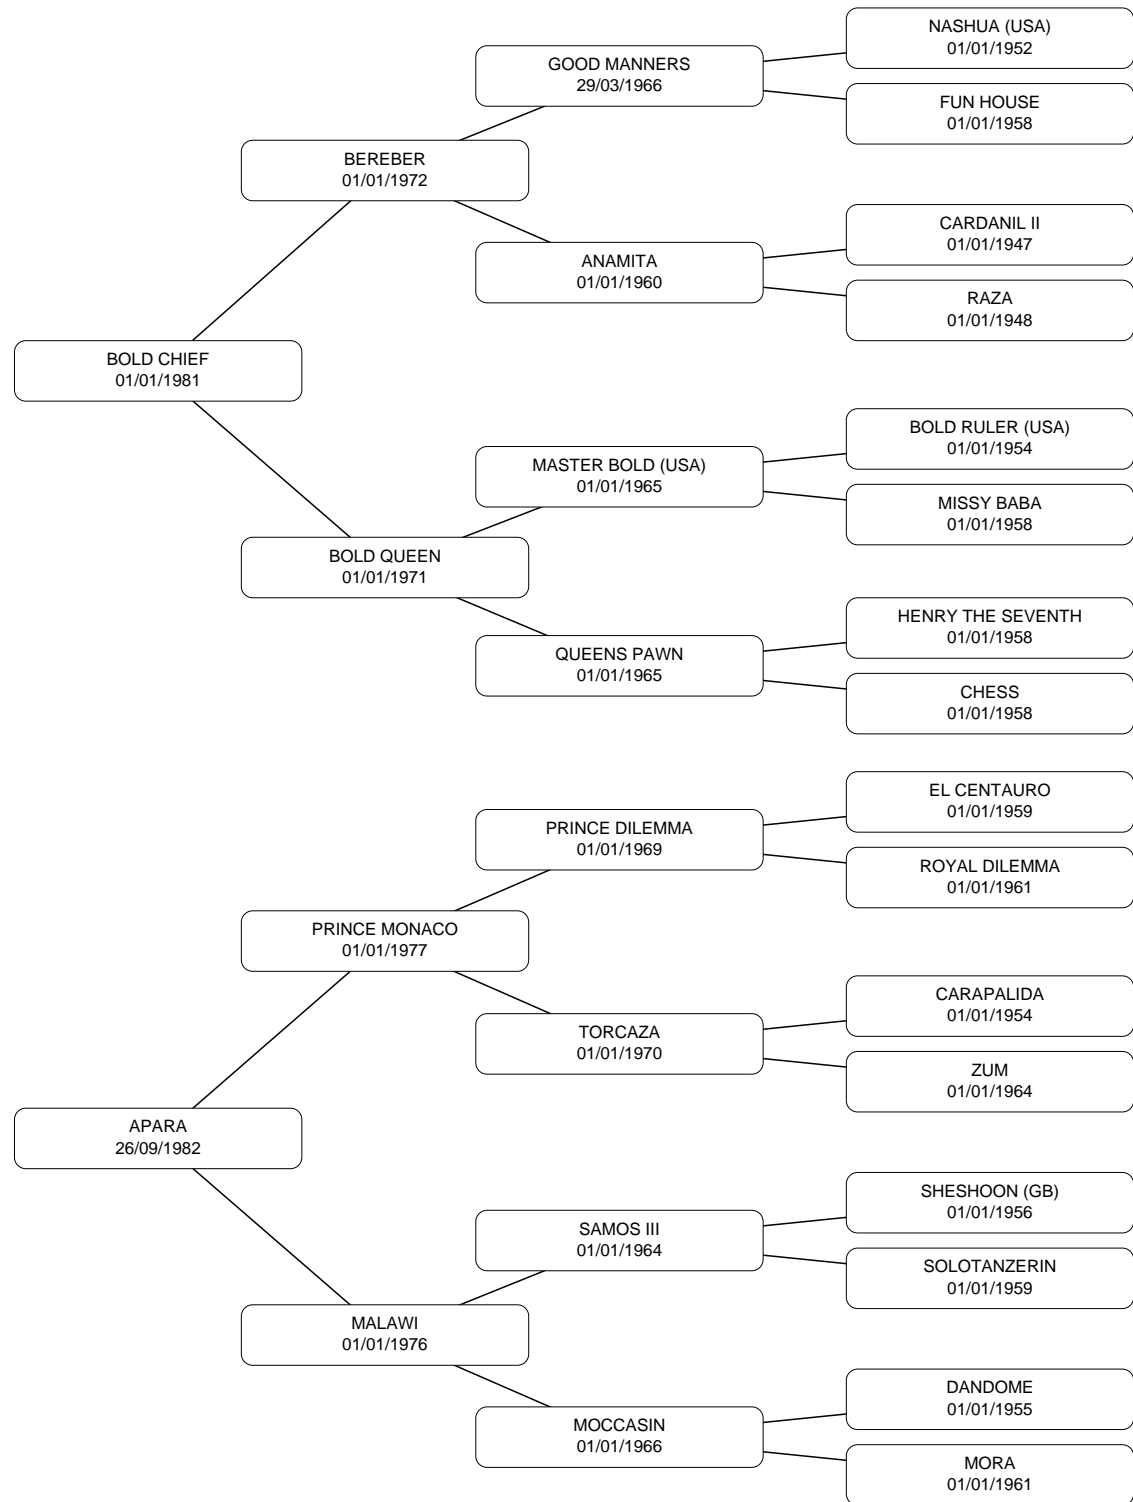 NASHUA (USA)
01/01/1952
GOOD MANNERS
29/03/1966
FUN HOUSE
01/01/1958
BEREBER
01/01/1972
CARDANIL II
01/01/1947
ANAMITA
01/01/1960
RAZA
01/01/1948
BOLD CHIEF
01/01/1981
BOLD RULER (USA)
01/01/1954
MASTER BOLD (USA)
01/01/1965
MISSY BABA
01/01/1958
BOLD QUEEN
01/01/1971
HENRY THE SEVENTH
01/01/1958
QUEENS PAWN
01/01/1965
CHESS
01/01/1958
EL CENTAURO
01/01/1959
PRINCE DILEMMA
01/01/1969
ROYAL DILEMMA
01/01/1961
PRINCE MONACO
01/01/1977
CARAPALIDA
01/01/1954
TORCAZA
01/01/1970
ZUM
01/01/1964
APARA
26/09/1982
SHESHOON (GB)
01/01/1956
SAMOS III
01/01/1964
SOLOTANZERIN
01/01/1959
MALAWI
01/01/1976
DANDOME
01/01/1955
MOCCASIN
01/01/1966
MORA
01/01/1961